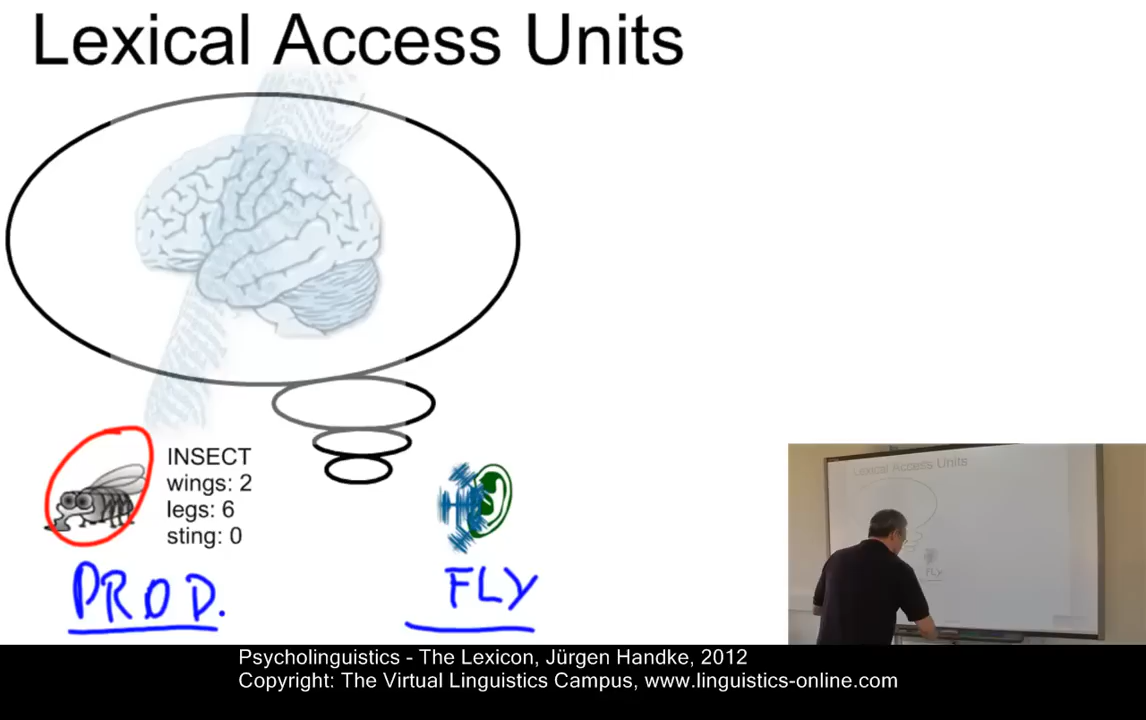 Lexical Access Units
INSECT
wings: 2
legs: 6
sting: 0
PROD.
FLY
Lexical Access Units
FLY
Psycholinguistics - The Lexicon, Jürgen Handke, 2012
Copyright: The Virtual Linguistics Campus, www.linguistics-online.com